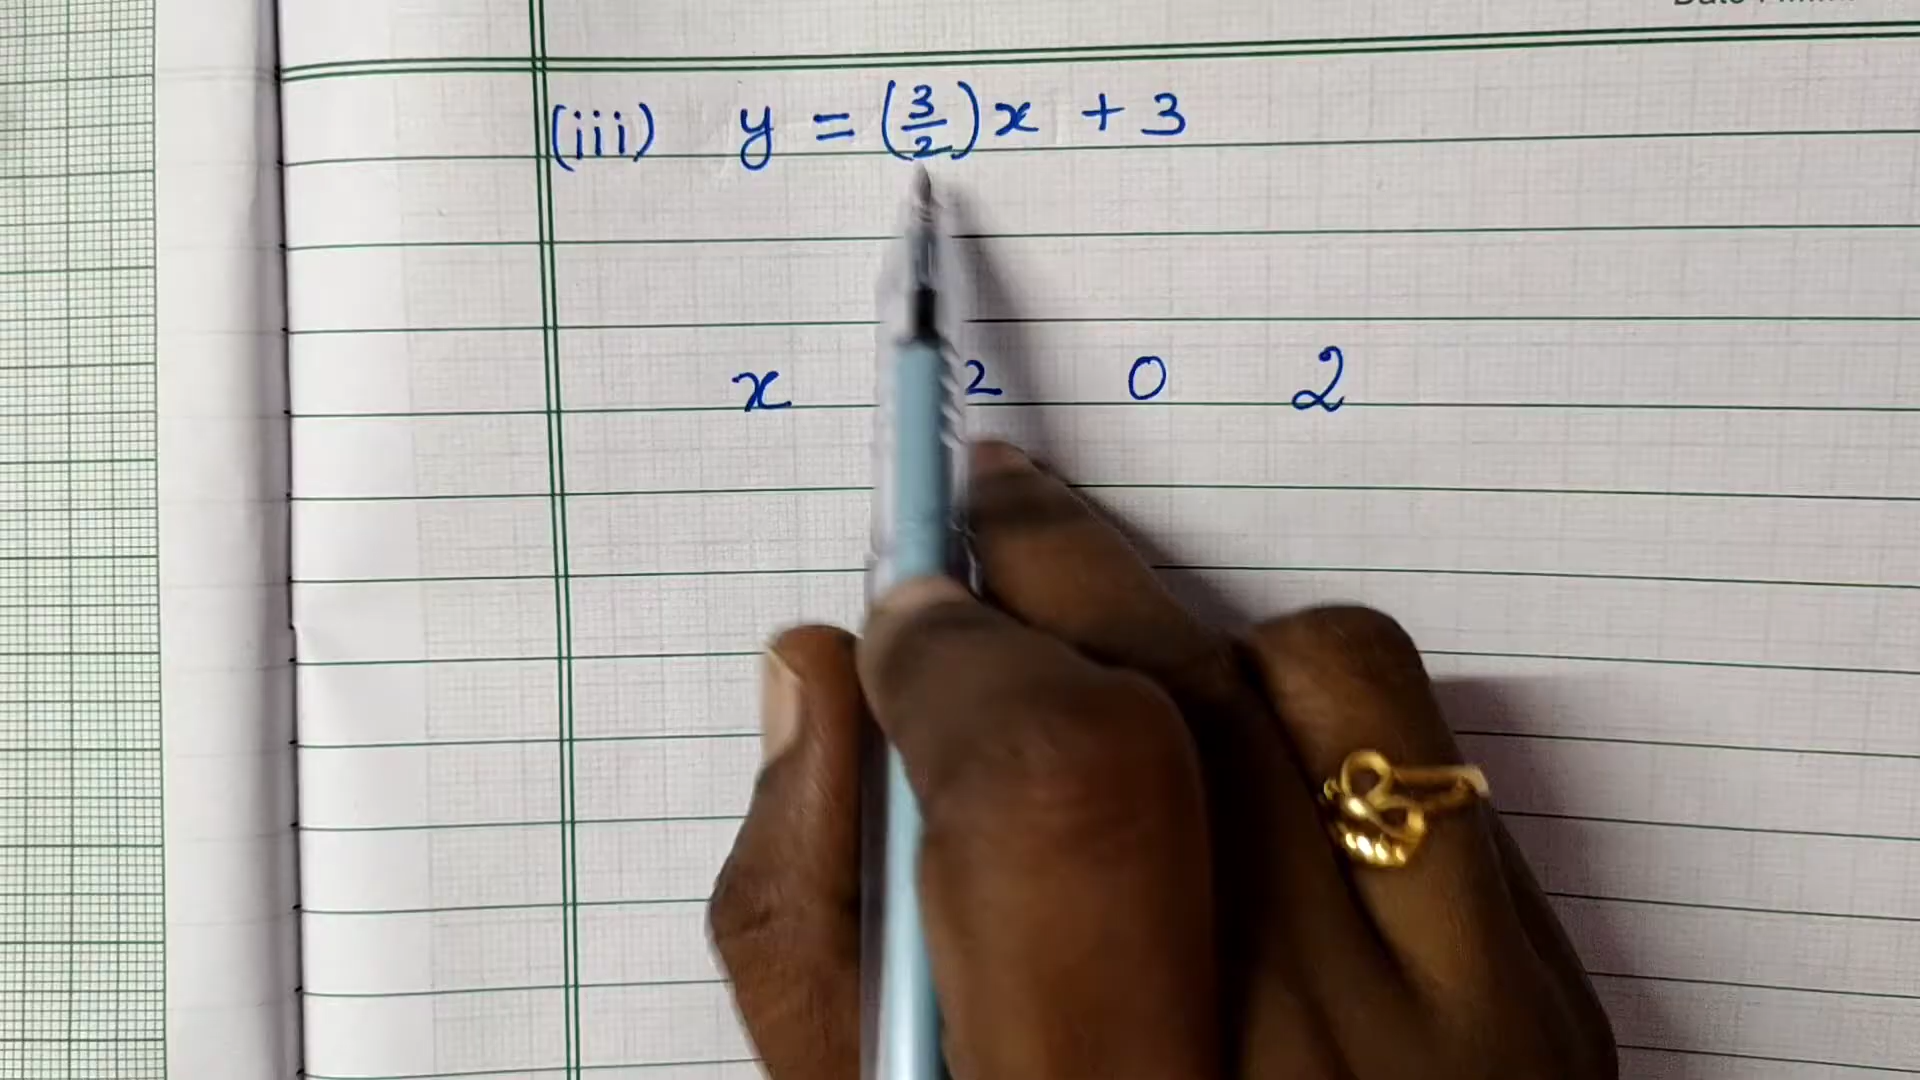 (iii) y = (3/2)x + 3
x 2 0 2